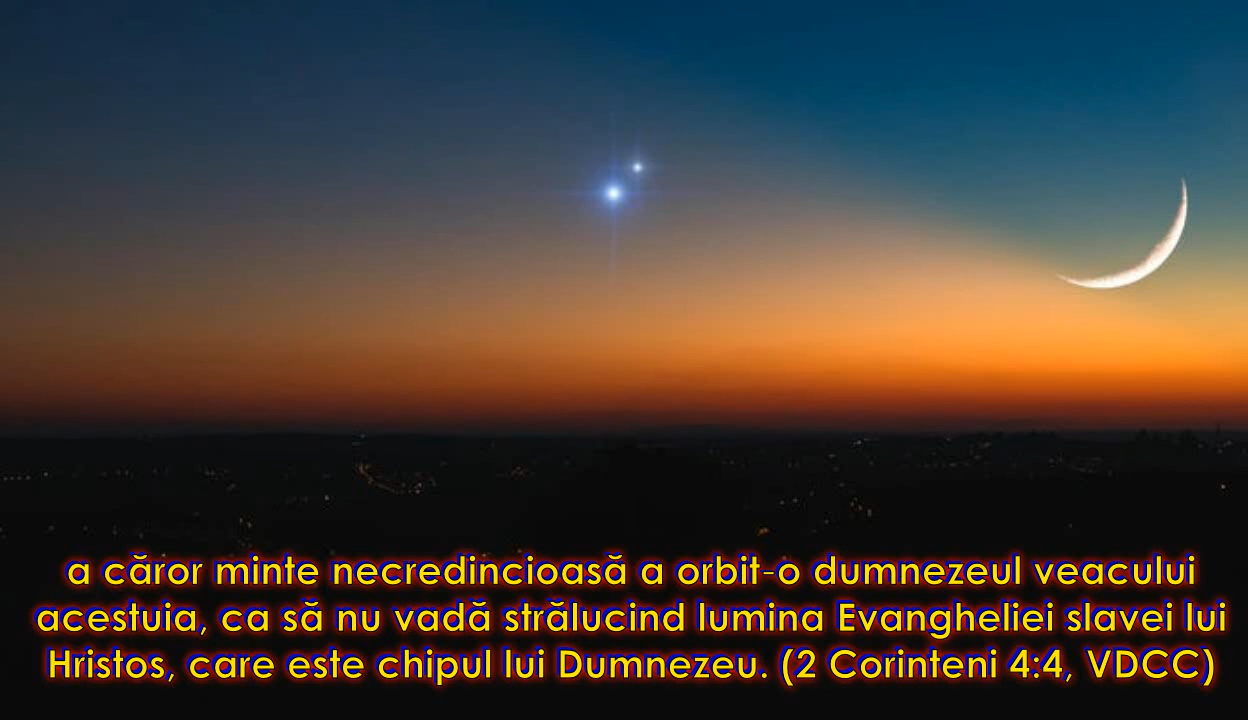 a căror minte necredincioasă a orbit-o dumnezeul veacului
acestuia, ca să nu vadă strălucind lumina Evangheliei slavei lui
Hristos, care este chipul lui Dumnezeu. (2 Corinteni 4:4, VDCC)